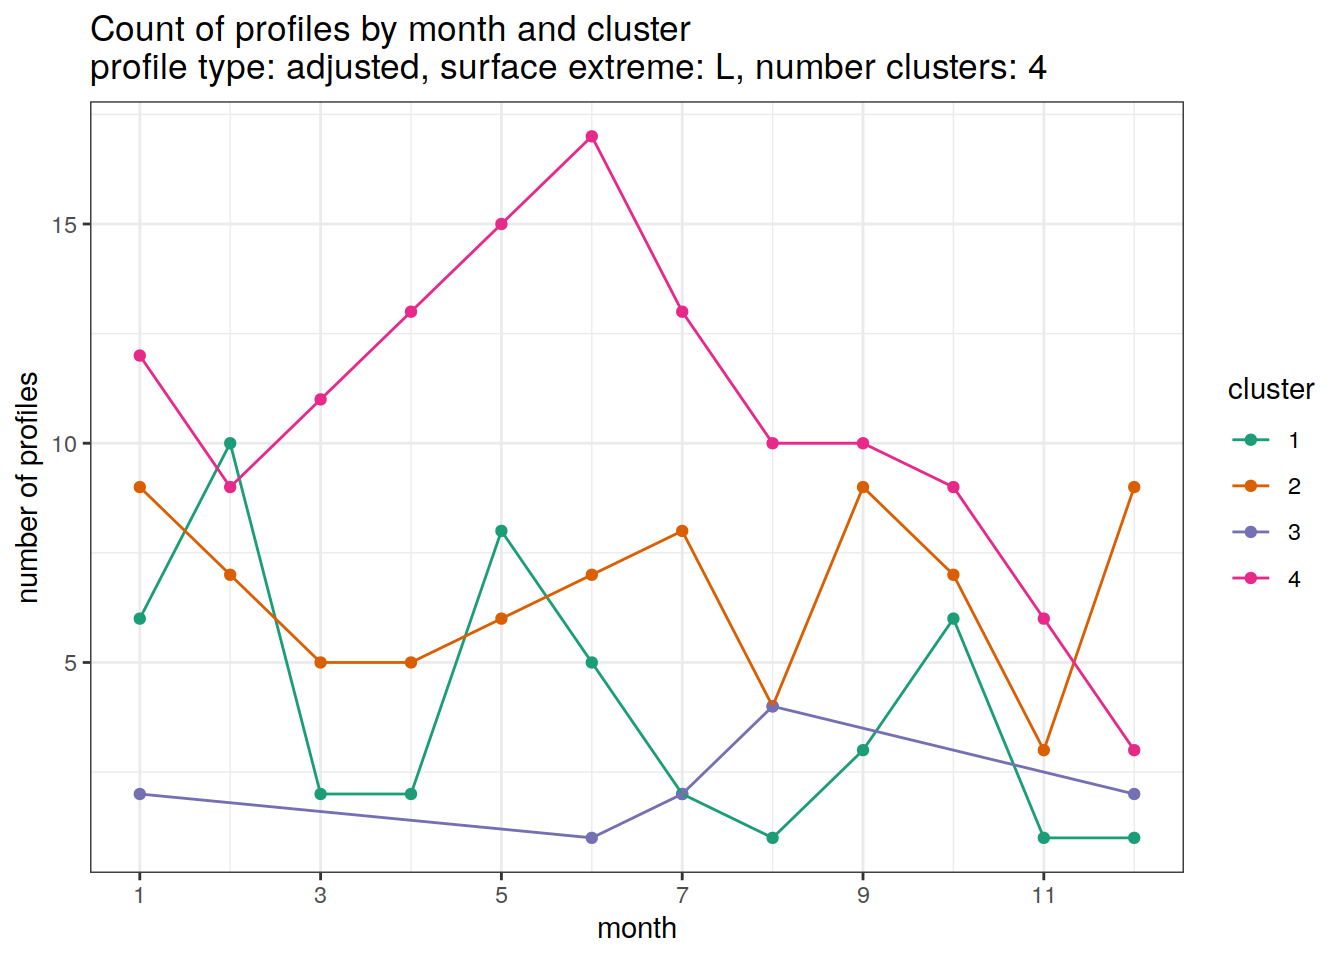 Count of profiles by month and cluster
profile type: adjusted, surface extreme: L, number clusters: 4
number of profiles
15
10
5
1 3 5 7 9 11
month
cluster
1
2
3
4